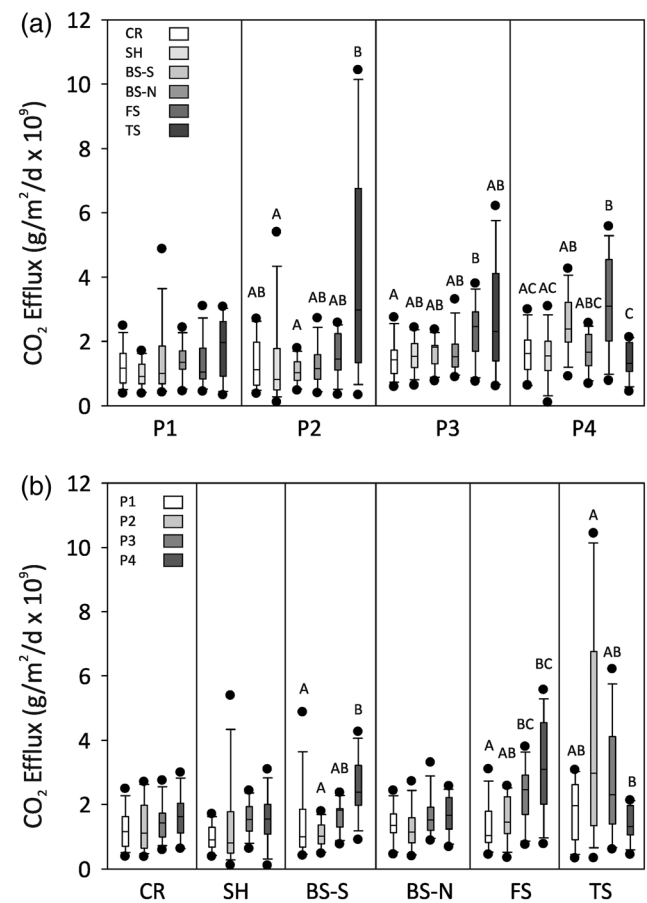 (a)
12
10
8
6
4
2
0
CO₂ Efflux (g/m²/d x 10⁹)
CR
SH
BS-S
BS-N
FS
TS
AB A A AB AB B
A AB AB AB B AB
AC AC AB ABC B C
P1 P2 P3 P4
(b)
12
10
8
6
4
2
0
CO₂ Efflux (g/m²/d x 10⁹)
P1
P2
P3
P4
A A AB B
A AB BC BC
AB A AB B
CR SH BS-S BS-N FS TS